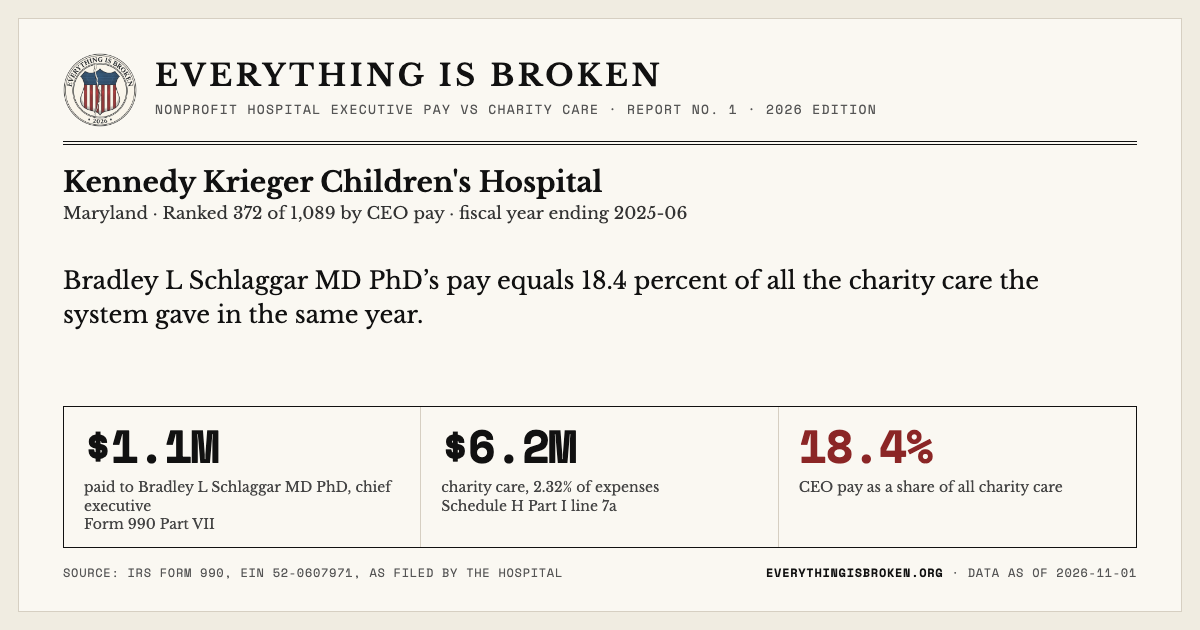 EVERYTHING IS BROKEN
2026
EVERYTHING IS BROKEN
NONPROFIT HOSPITAL EXECUTIVE PAY VS CHARITY CARE · REPORT NO. 1 · 2026 EDITION
Kennedy Krieger Children's Hospital
Maryland · Ranked 372 of 1,089 by CEO pay · fiscal year ending 2025-06
Bradley L Schlaggar MD PhD’s pay equals 18.4 percent of all the charity care the
system gave in the same year.
$1.1M
paid to Bradley L Schlaggar MD PhD, chief
executive
Form 990 Part VII
$6.2M
charity care, 2.32% of expenses
Schedule H Part I line 7a
18.4%
CEO pay as a share of all charity care
SOURCE: IRS FORM 990, EIN 52-0607971, AS FILED BY THE HOSPITAL
EVERYTHINGISBROKEN.ORG · DATA AS OF 2026-11-01